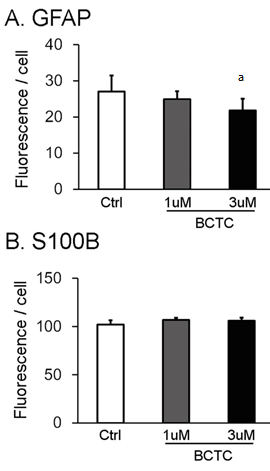 A. GFAP
Fluorescence / cell
40
30
20
10
0
a
Ctrl 1uM 3uM
BCTC
B. S100B
Fluorescence / cell
150
100
50
0
Ctrl 1uM 3uM
BCTC